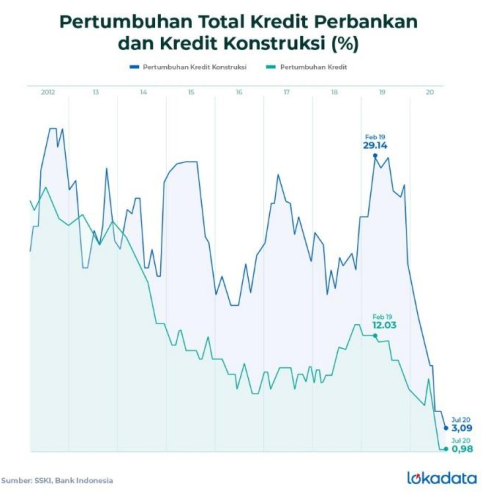 Pertumbuhan Total Kredit Perbankan
dan Kredit Konstruksi (%)
Pertumbuhan Kredit Konstruksi
Pertumbuhan Kredit
2012 13 14 15 16 17 18 19 20
Feb 19
29.14
Feb 19
12.03
Jul 20
3,09
Jul 20
0,98
Sumber: SSKI, Bank Indonesia
lokadata